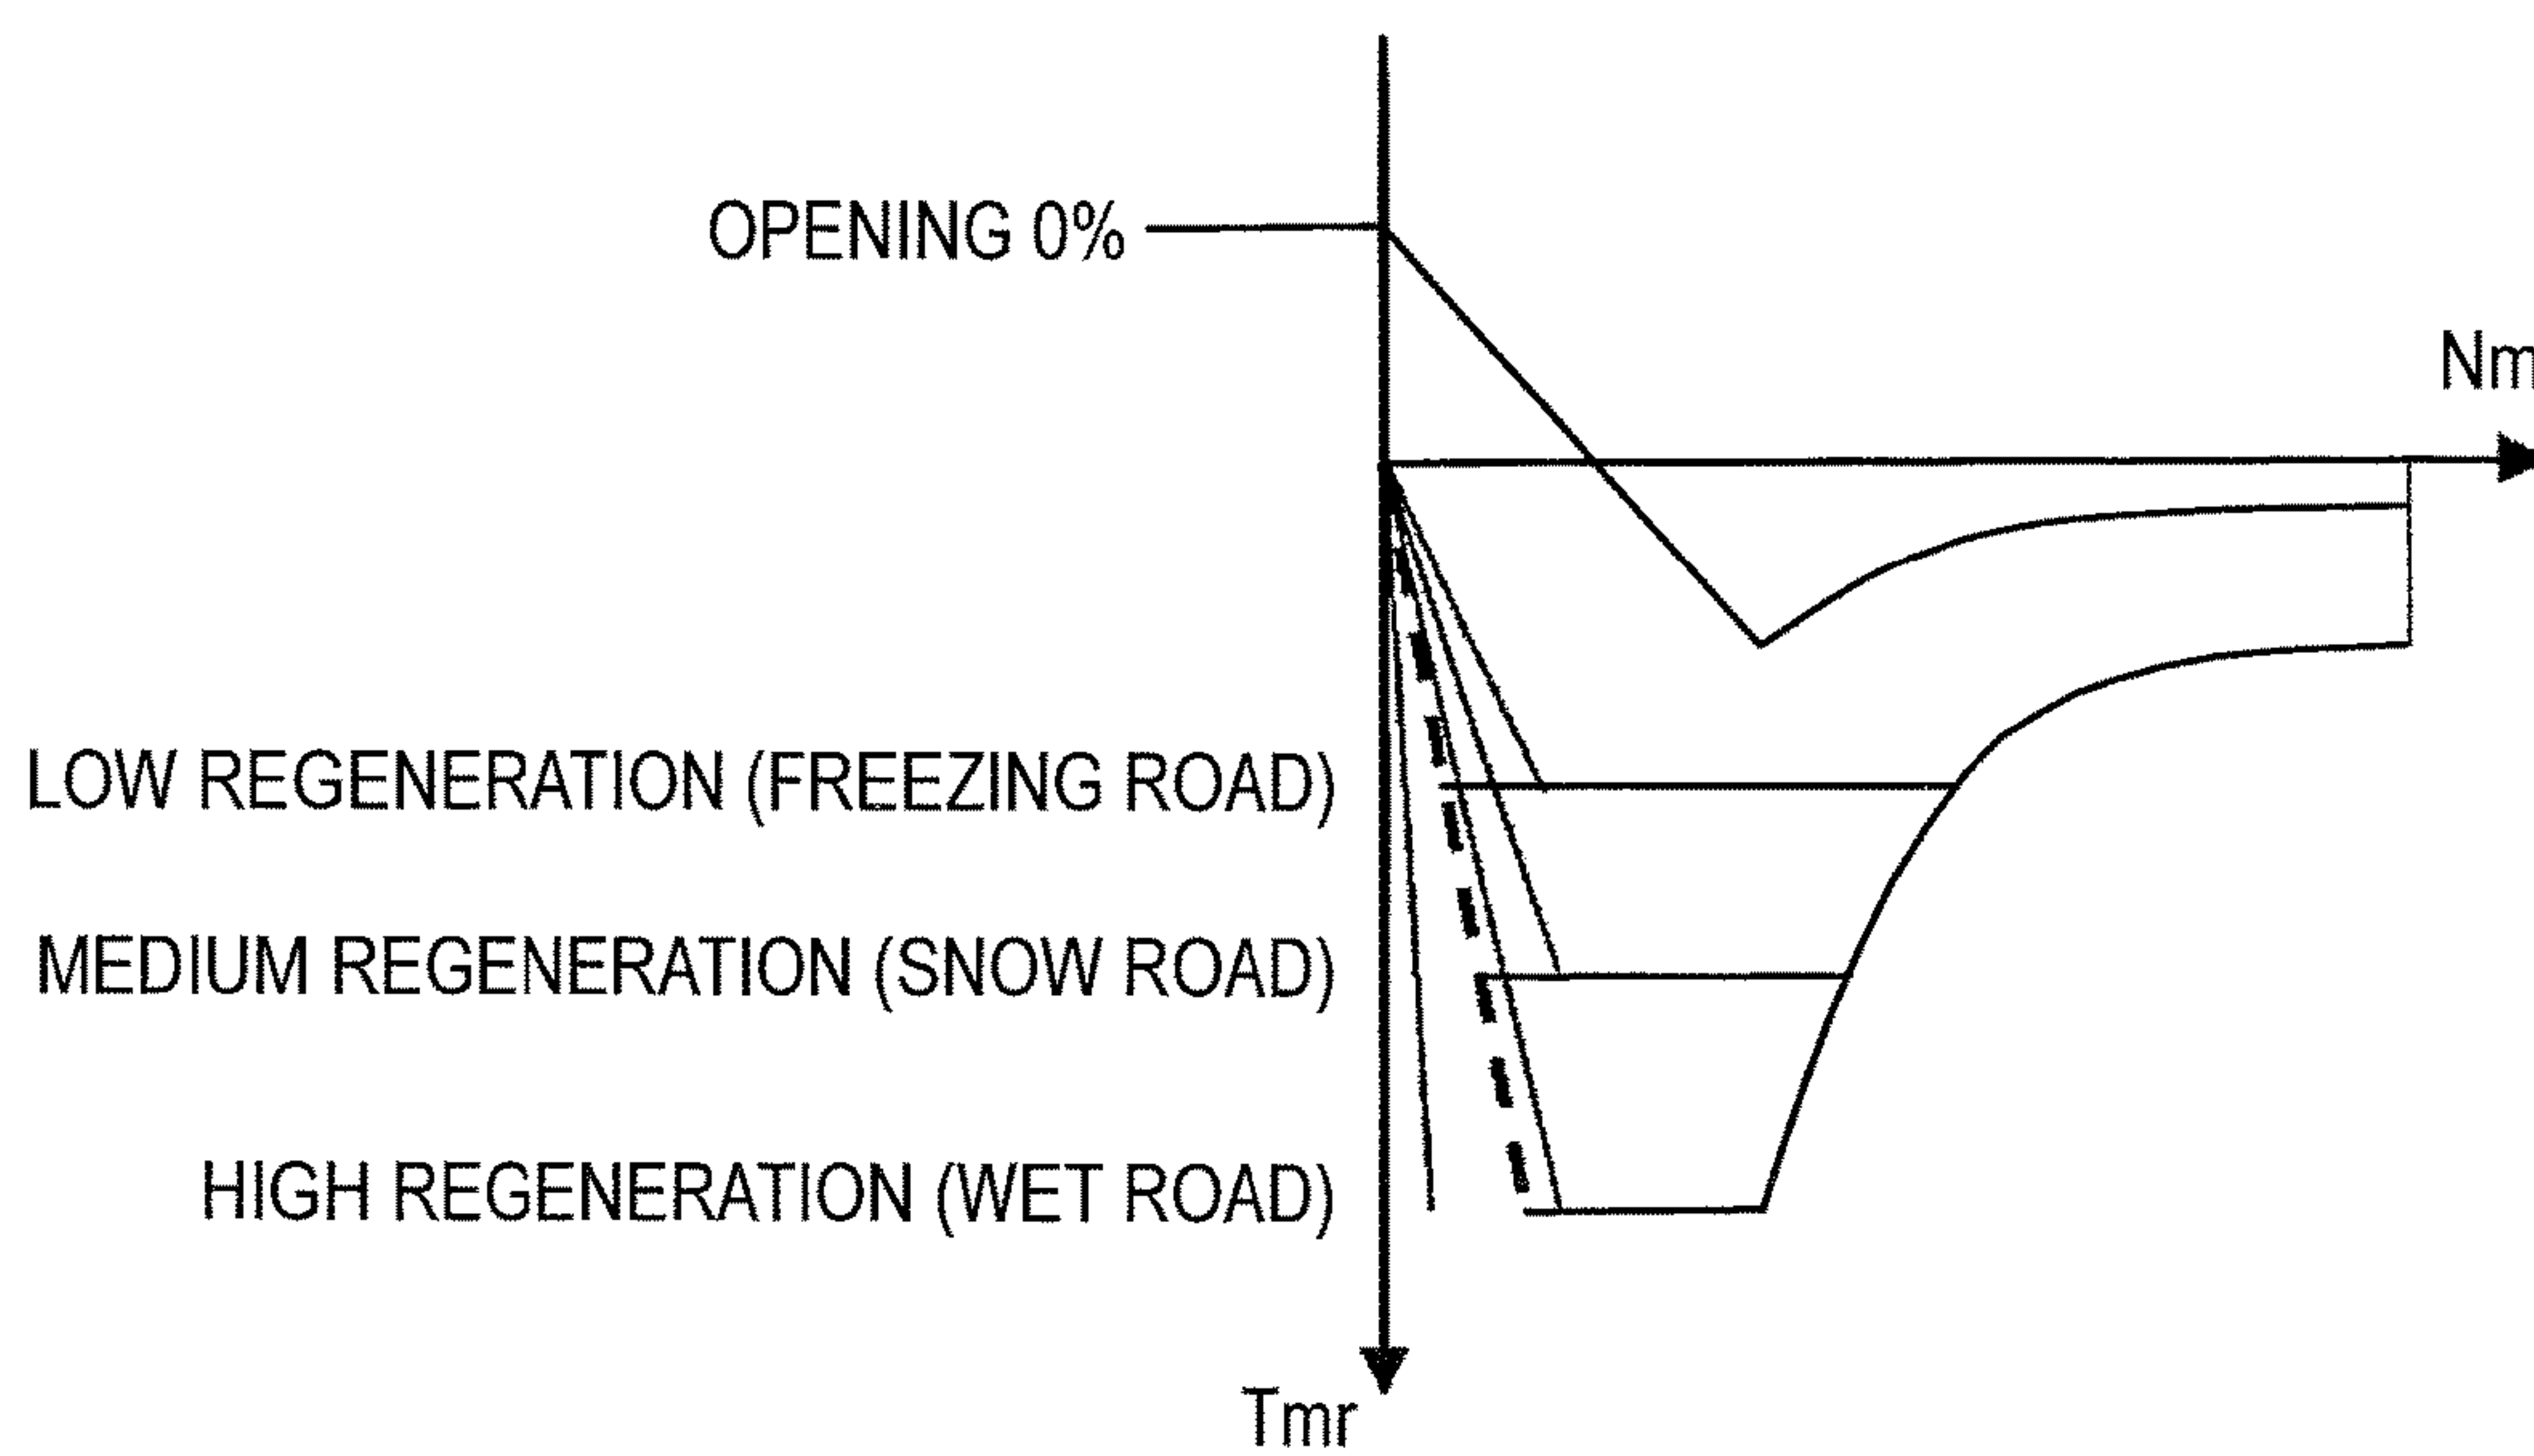 OPENING 0%
Nm
LOW REGENERATION (FREEZING ROAD)
MEDIUM REGENERATION (SNOW ROAD)
HIGH REGENERATION (WET ROAD)
Tmr